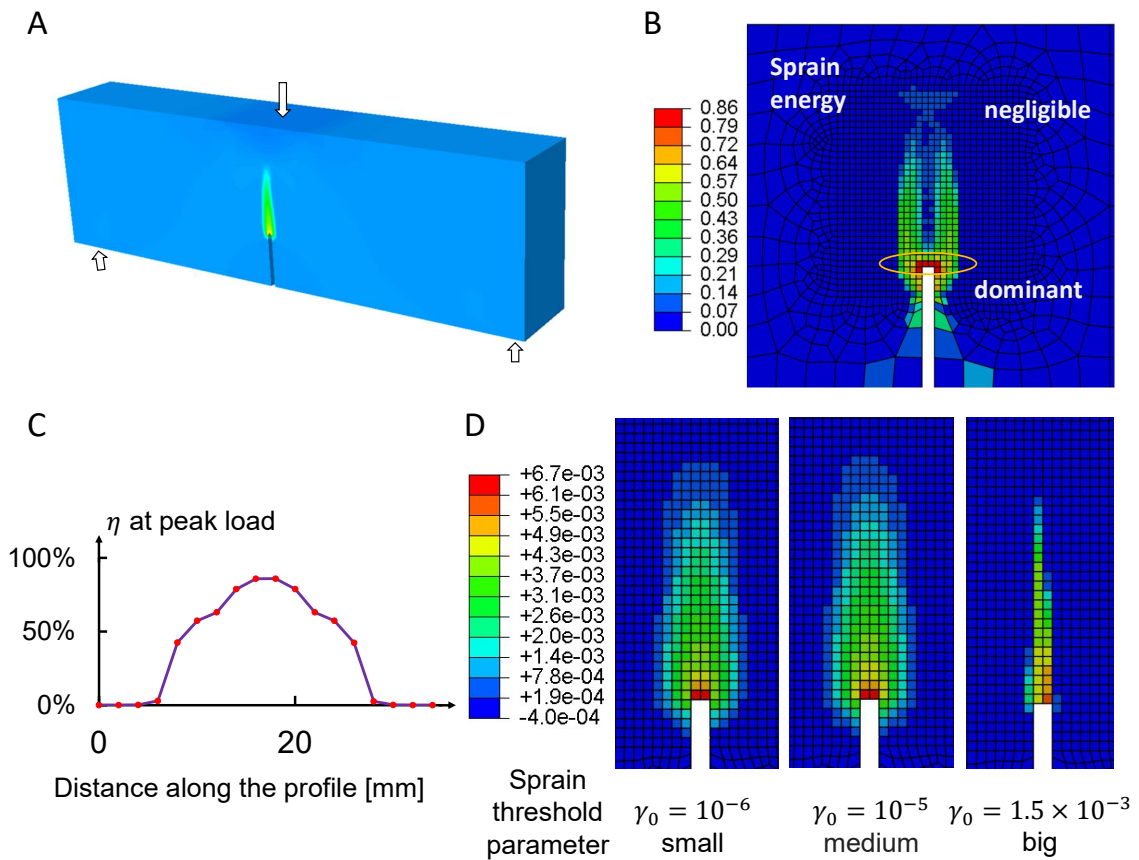 A
B
Sprain
energy
negligible
dominant
0.86
0.79
0.72
0.64
0.57
0.50
0.43
0.36
0.29
0.21
0.14
0.07
0.00
C
η at peak load
100%
50%
0%
0
20
Distance along the profile [mm]
D
+6.7e-03
+6.1e-03
+5.5e-03
+4.9e-03
+4.3e-03
+3.7e-03
+3.1e-03
+2.6e-03
+2.0e-03
+1.4e-03
+7.8e-04
+1.9e-04
-4.0e-04
Sprain
threshold
parameter
γ₀ = 10⁻⁶
small
γ₀ = 10⁻⁵
medium
γ₀ = 1.5 × 10⁻³
big